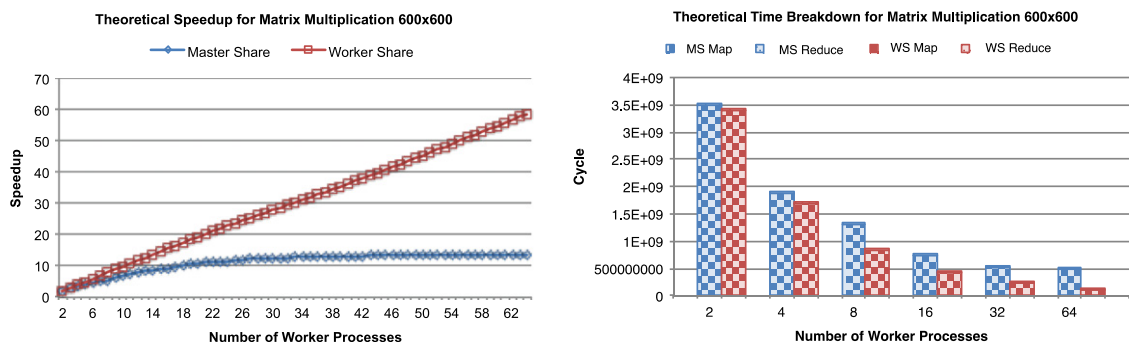 Theoretical Speedup for Matrix Multiplication 600x600
Master Share Worker Share
70
60
50
40
30
20
10
0
Speedup
2 6 10 14 18 22 26 30 34 38 42 46 50 54 58 62
Number of Worker Processes
Theoretical Time Breakdown for Matrix Multiplication 600x600
MS Map MS Reduce WS Map WS Reduce
4E+09
3.5E+09
3E+09
2.5E+09
2E+09
1.5E+09
1E+09
500000000
0
Cycle
2 4 8 16 32 64
Number of Worker Processes